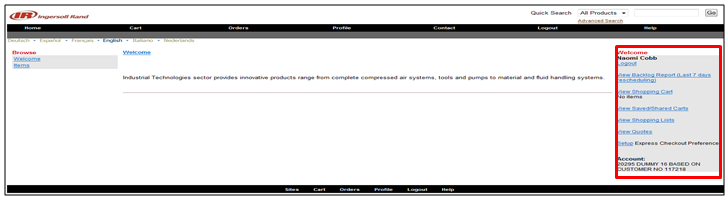 IR Ingersoll Rand
Quick Search All Products Go
Advanced Search
Home Cart Orders Profile Contact Logout Help
Deutsch • Español • Français • English • Italiano • Nederlands
Browse
Welcome
Items
Welcome
Industrial Technologies sector provides innovative products range from complete compressed air systems, tools and pumps to material and fluid handling systems.
Welcome
Naomi Cobb
Logout
View Backlog Report (Last 7 days
rescheduling)
View Shopping Cart
No items
View Saved/Shared Carts
View Shopping Lists
View Quotes
Setup Express Checkout Preference
Account:
20295 DUMMY 16 BASED ON
CUSTOMER NO 117218
Sites Cart Orders Profile Logout Help